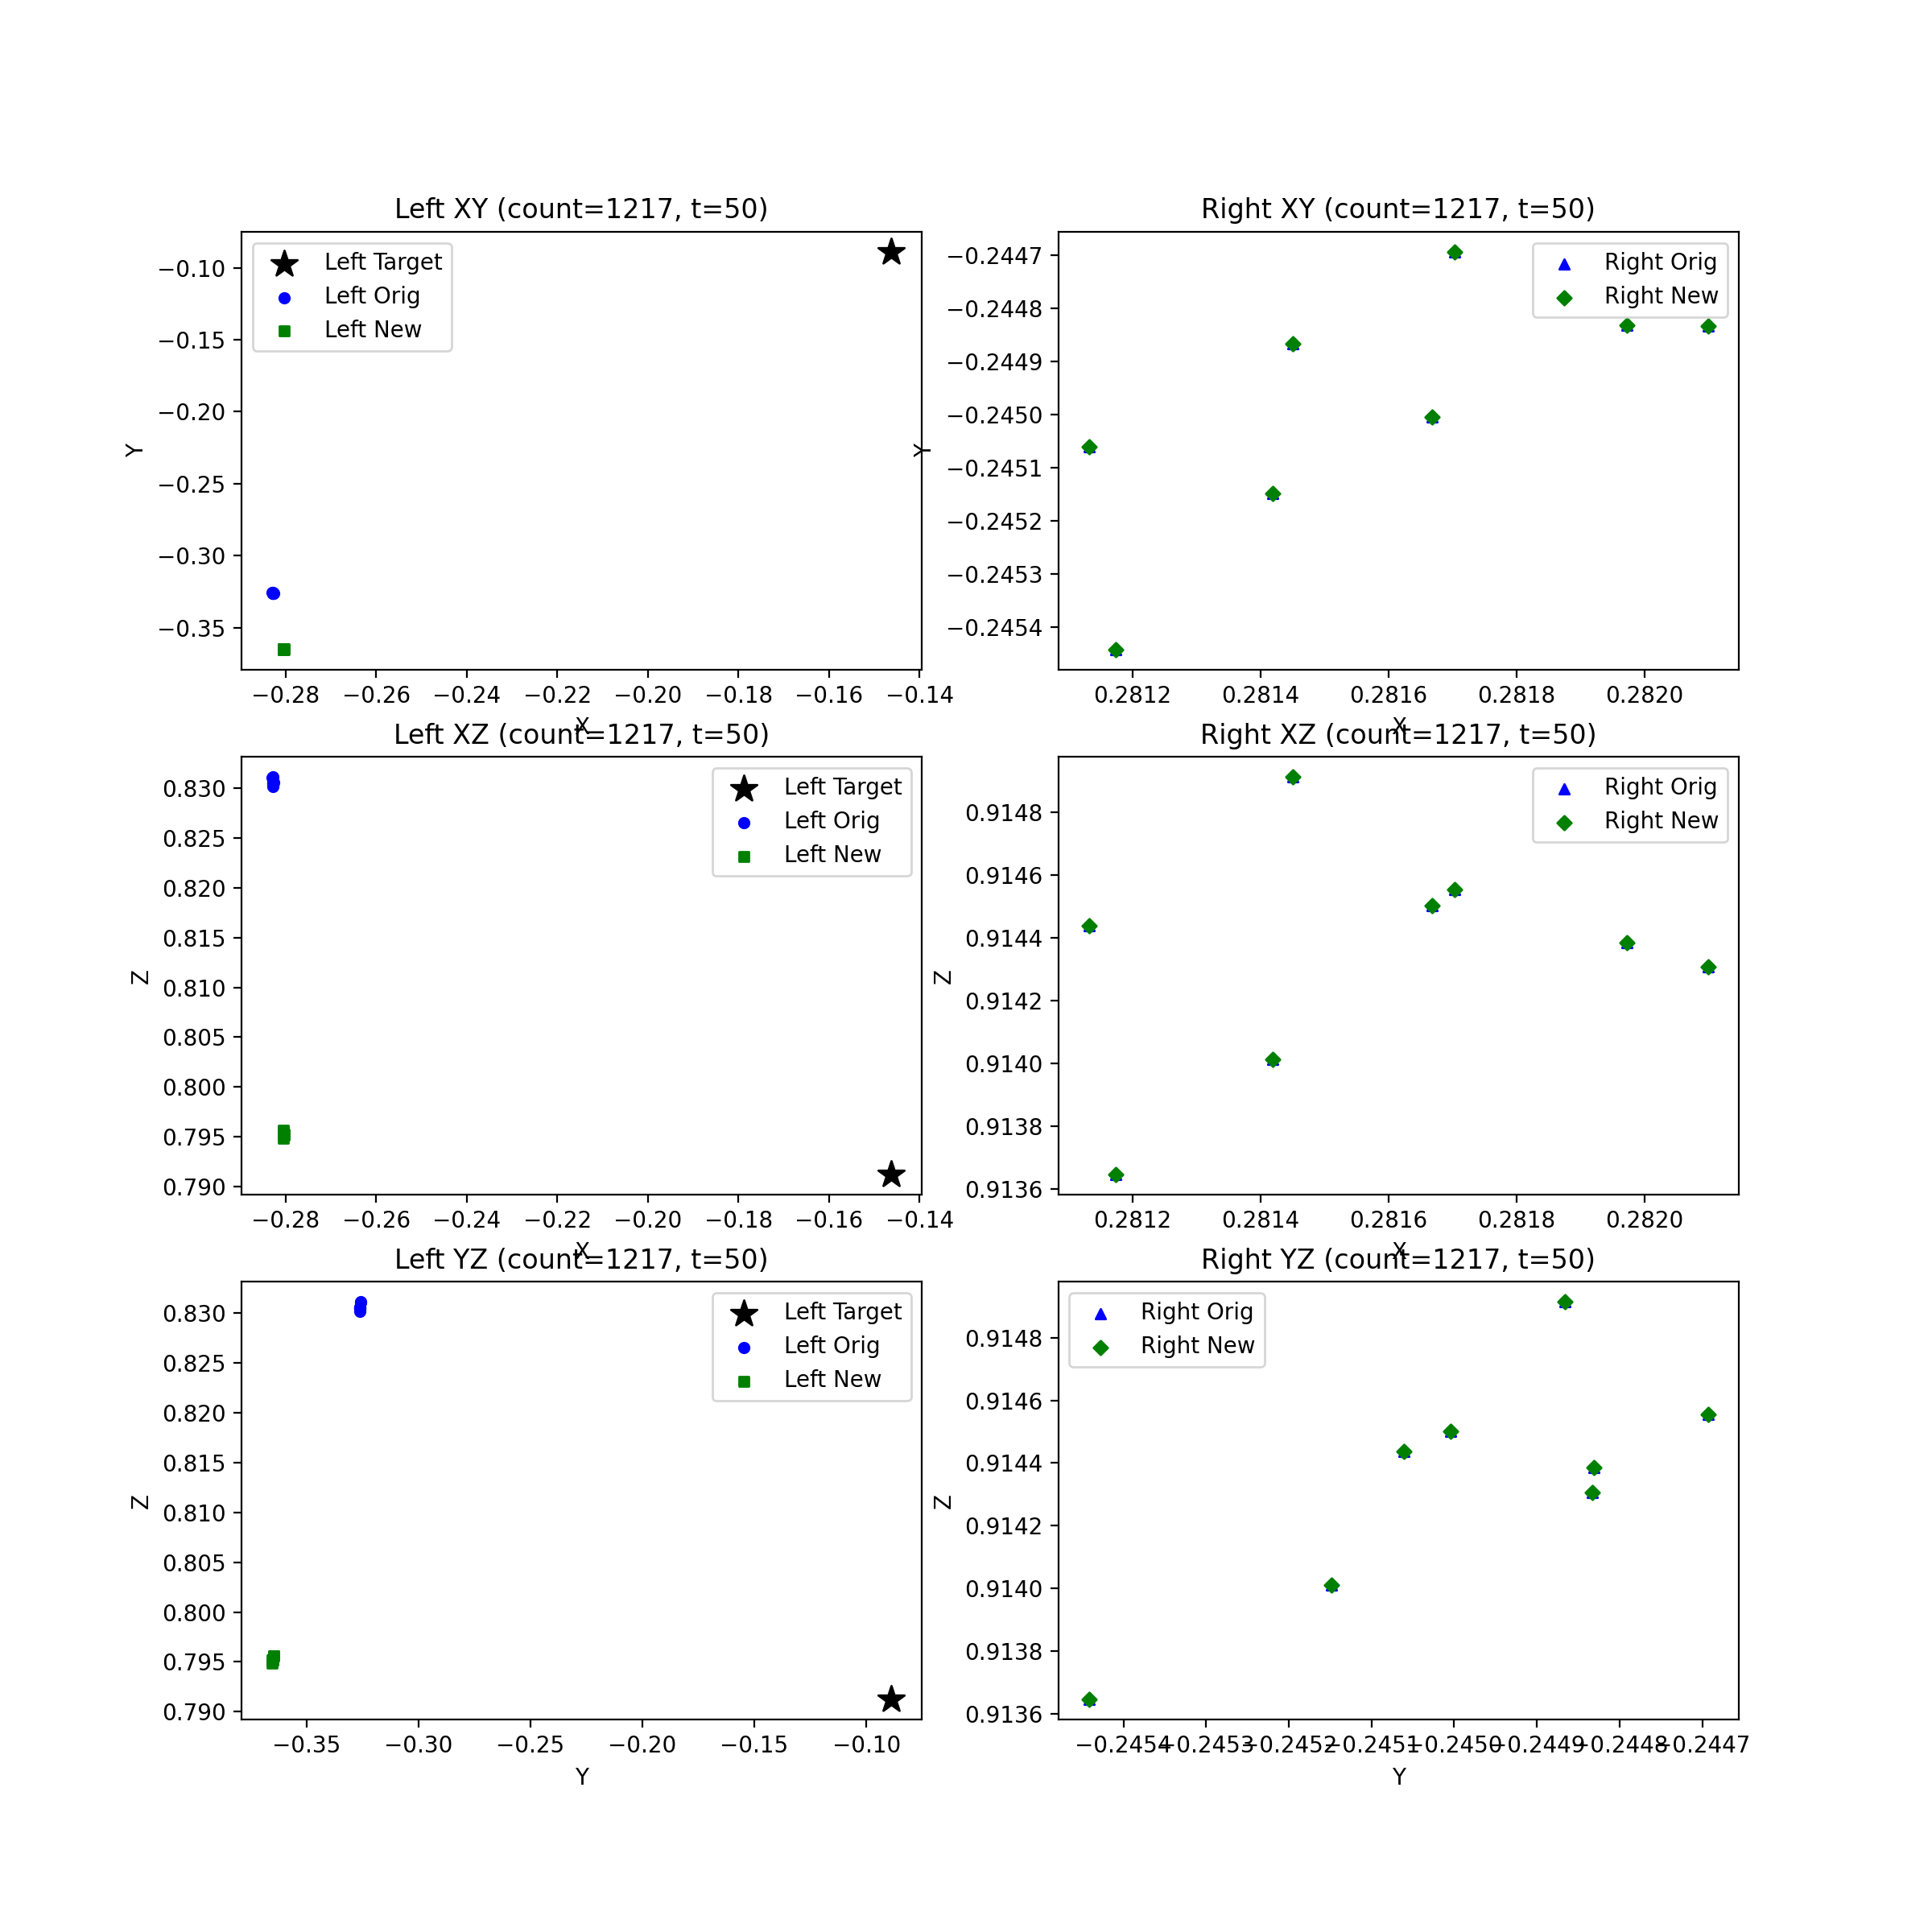 Left XY (count=1217, t=50)
−0.10
−0.15
−0.20
−0.25
−0.30
−0.35
Y
Left Target
Left Orig
Left New
−0.28 −0.26 −0.24 −0.22 −0.20 −0.18 −0.16 −0.14
X
Right XY (count=1217, t=50)
−0.2447
−0.2448
−0.2449
−0.2450
−0.2451
−0.2452
−0.2453
−0.2454
Y
Right Orig
Right New
0.2812 0.2814 0.2816 0.2818 0.2820
X
Left XZ (count=1217, t=50)
0.830
0.825
0.820
0.815
0.810
0.805
0.800
0.795
0.790
Z
Left Target
Left Orig
Left New
−0.28 −0.26 −0.24 −0.22 −0.20 −0.18 −0.16 −0.14
X
Right XZ (count=1217, t=50)
0.9148
0.9146
0.9144
0.9142
0.9140
0.9138
0.9136
Z
Right Orig
Right New
0.2812 0.2814 0.2816 0.2818 0.2820
X
Left YZ (count=1217, t=50)
0.830
0.825
0.820
0.815
0.810
0.805
0.800
0.795
0.790
Z
Left Target
Left Orig
Left New
−0.35 −0.30 −0.25 −0.20 −0.15 −0.10
Y
Right YZ (count=1217, t=50)
0.9148
0.9146
0.9144
0.9142
0.9140
0.9138
0.9136
Z
Right Orig
Right New
−0.2454 −0.2453 −0.2452 −0.2451 −0.2450 −0.2449 −0.2448 −0.2447
Y